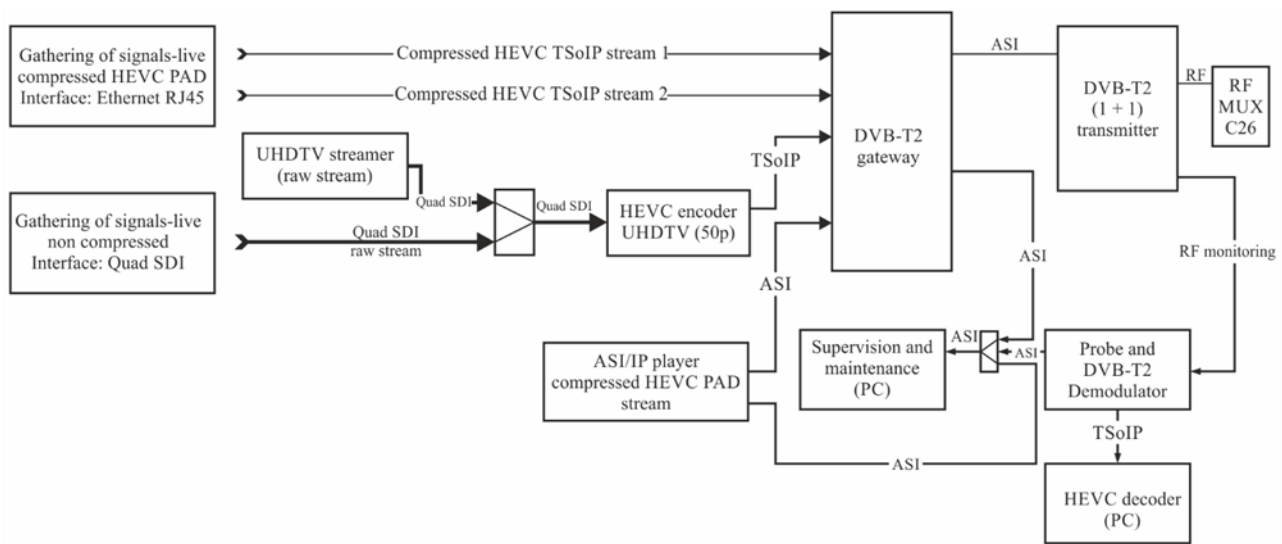 Gathering of signals-live
compressed HEVC PAD
Interface: Ethernet RJ45
Compressed HEVC TSoIP stream 1
Compressed HEVC TSoIP stream 2
UHDTV streamer
(raw stream)
Quad SDI
Gathering of signals-live
non compressed
Interface: Quad SDI
Quad SDI
raw stream
Quad SDI
HEVC encoder
UHDTV (50p)
TSoIP
DVB-T2
gateway
ASI
DVB-T2
(1 + 1)
transmitter
RF
RF
MUX
C26
ASI
RF monitoring
ASI
ASI/IP player
compressed HEVC PAD
stream
Supervision and
maintenance
(PC)
ASI
ASI
Probe and
DVB-T2
Demodulator
ASI
TSoIP
HEVC decoder
(PC)